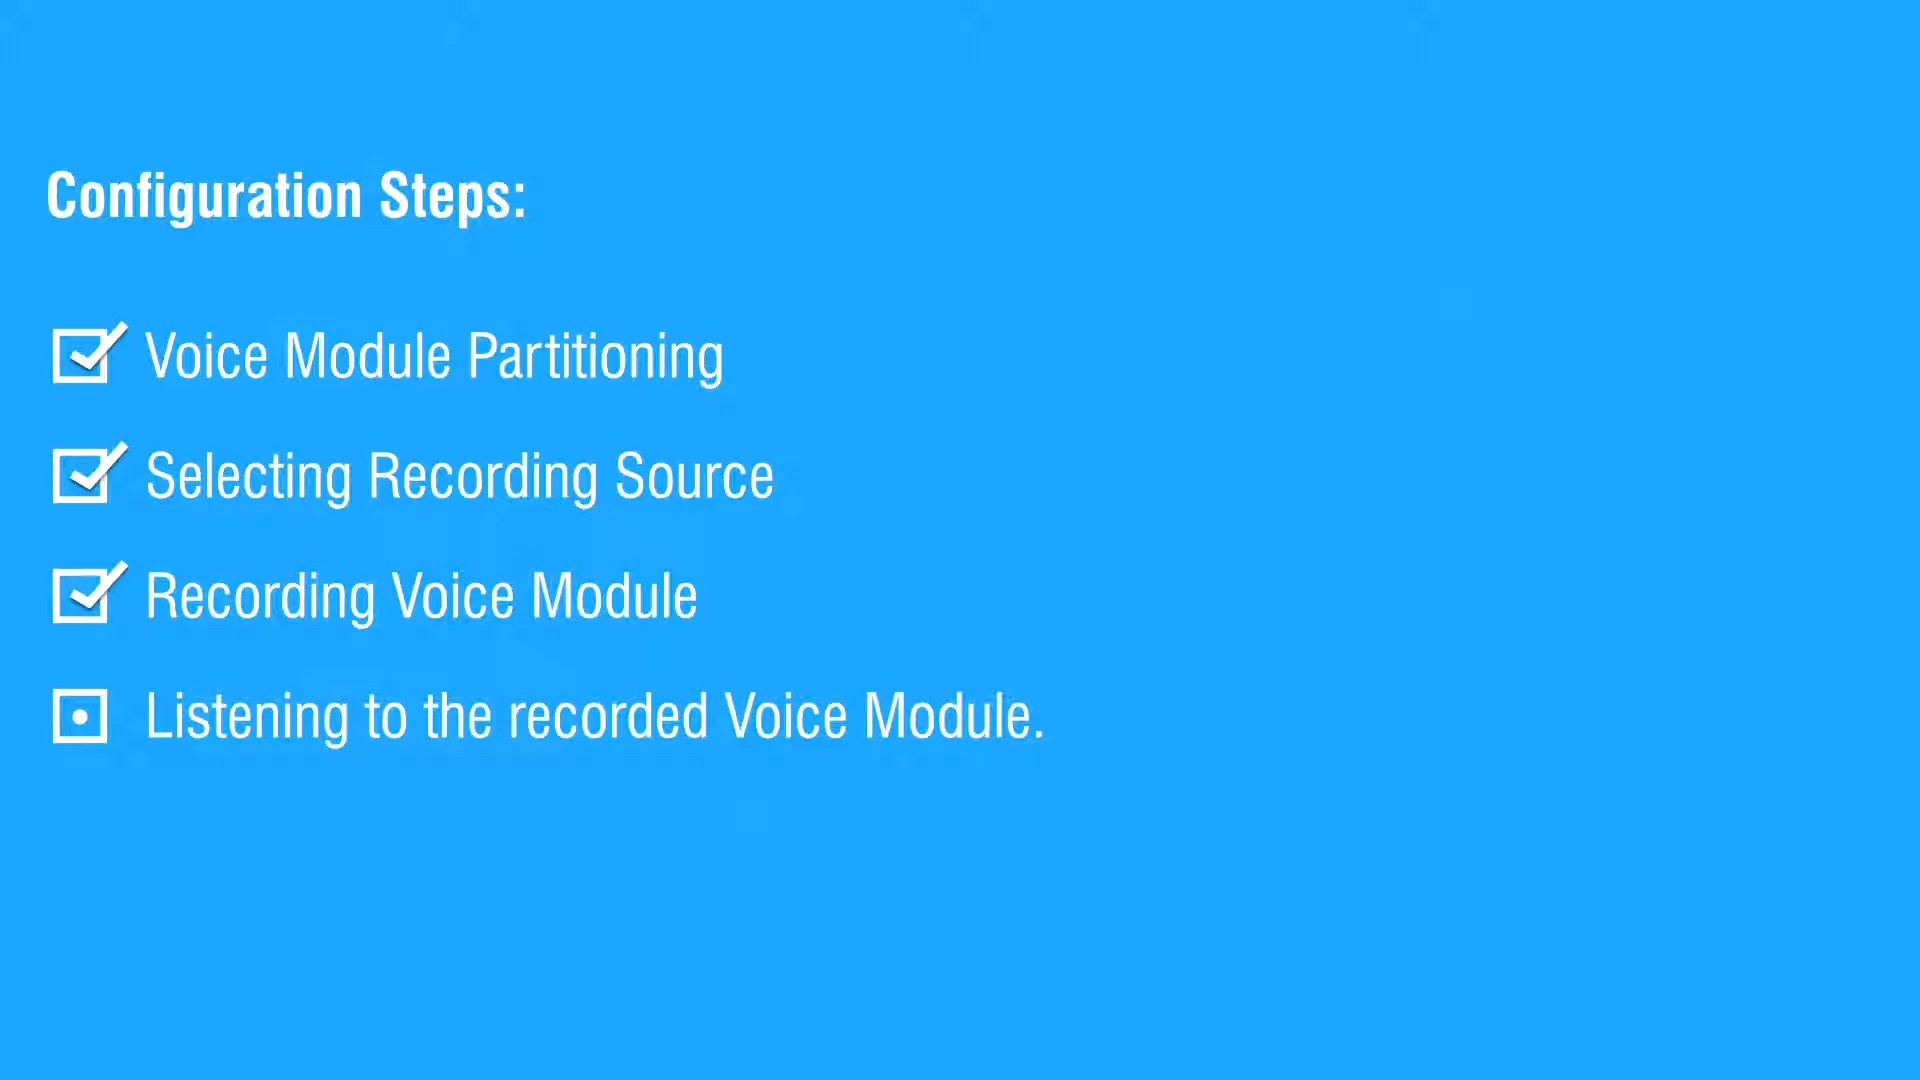 Configuration Steps:
Voice Module Partitioning
Selecting Recording Source
Recording Voice Module
Listening to the recorded Voice Module.